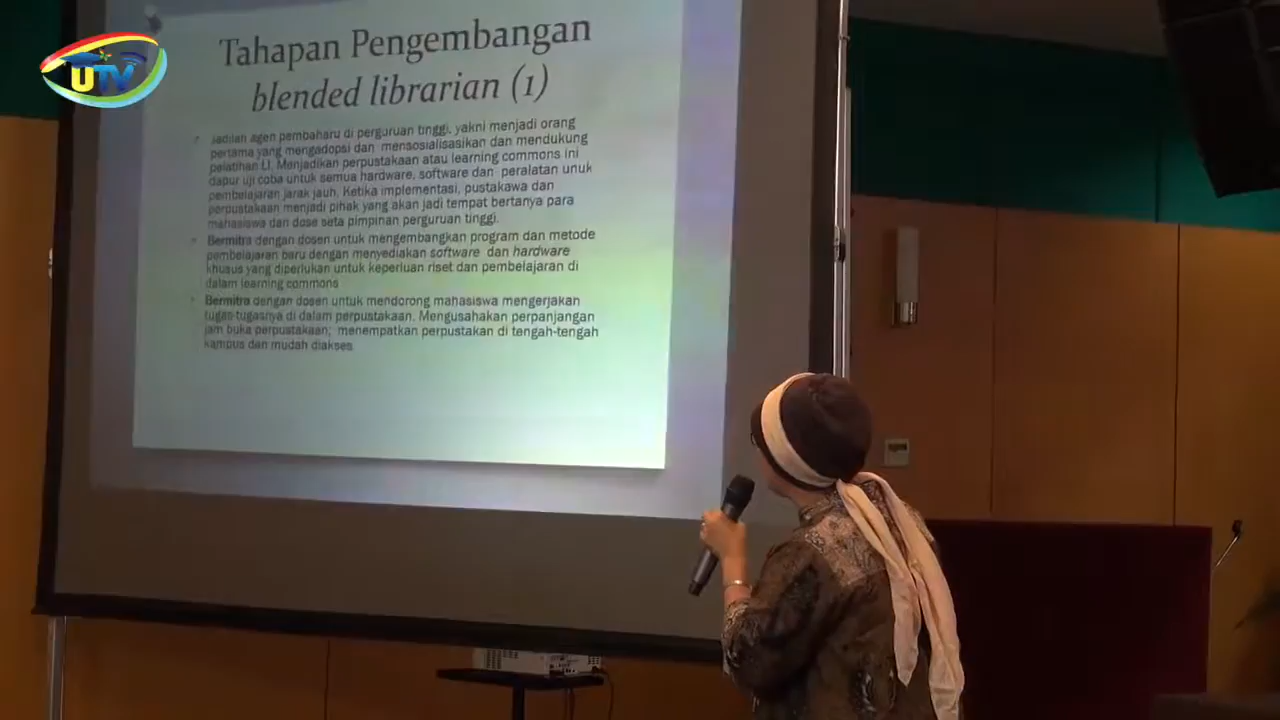 UTV
Tahapan Pengembangan
blended librarian (1)
Jadilah agen pembaharu di perguruan tinggi, yakni menjadi orang
pertama yang mengadopsi dan mensosialisasikan dan mendukung
pelatihan LI. Menjadikan perpustakaan atau learning commons ini
dapur uji coba untuk semua hardware, software dan peralatan unuk
pembelajaran jarak jauh. Ketika implementasi, pustakawa dan
perpustakaan menjadi pihak yang akan jadi tempat bertanya para
mahasiswa dan dose seta pimpinan perguruan tinggi.
Bermitra dengan dosen untuk mengembangkan program dan metode
pembelajaran baru dengan menyediakan software dan hardware
khusus yang diperlukan untuk keperluan riset dan pembelajaran di
dalam learning commons
Bermitra dengan dosen untuk mendorong mahasiswa mengerjakan
tugas-tugasnya di dalam perpustakaan. Mengusahakan perpanjangan
jam buka perpustakaan; menempatkan perpustakan di tengah-tengah
kampus dan mudah diakses